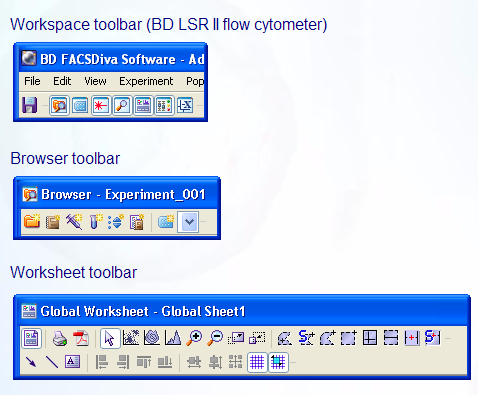 Workspace toolbar (BD LSR II flow cytometer)
BD FACSDiva Software - Ad
File Edit View Experiment Pop
Browser toolbar
Browser - Experiment_001
Worksheet toolbar
Global Worksheet - Global Sheet1